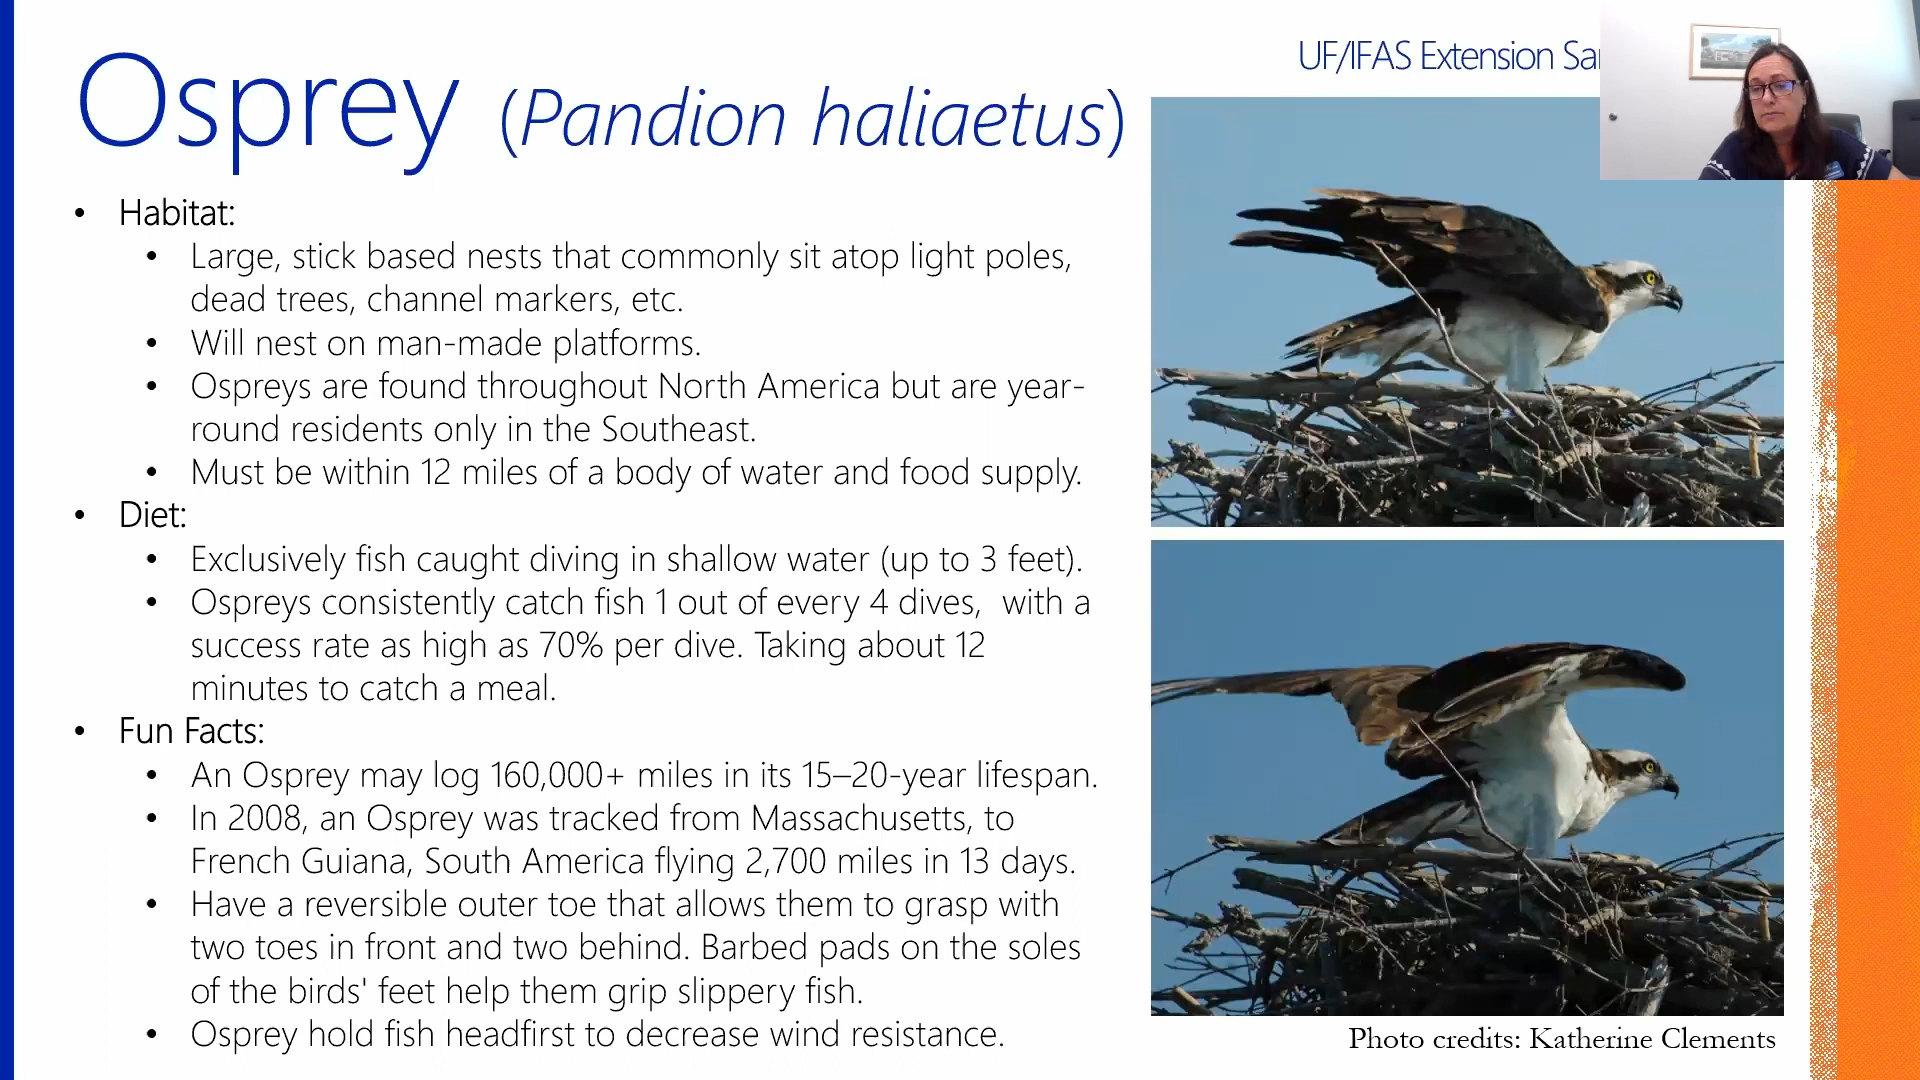 Osprey (Pandion haliaetus)
UF/IFAS Extension
• Habitat:
• Large, stick based nests that commonly sit atop light poles,
dead trees, channel markers, etc.
• Will nest on man-made platforms.
• Ospreys are found throughout North America but are year-
round residents only in the Southeast.
• Must be within 12 miles of a body of water and food supply.
• Diet:
• Exclusively fish caught diving in shallow water (up to 3 feet).
• Ospreys consistently catch fish 1 out of every 4 dives,  with a
success rate as high as 70% per dive. Taking about 12
minutes to catch a meal.
• Fun Facts:
• An Osprey may log 160,000+ miles in its 15–20-year lifespan.
• In 2008, an Osprey was tracked from Massachusetts, to
French Guiana, South America flying 2,700 miles in 13 days.
• Have a reversible outer toe that allows them to grasp with
two toes in front and two behind. Barbed pads on the soles
of the birds' feet help them grip slippery fish.
• Osprey hold fish headfirst to decrease wind resistance.
Photo credits: Katherine Clements